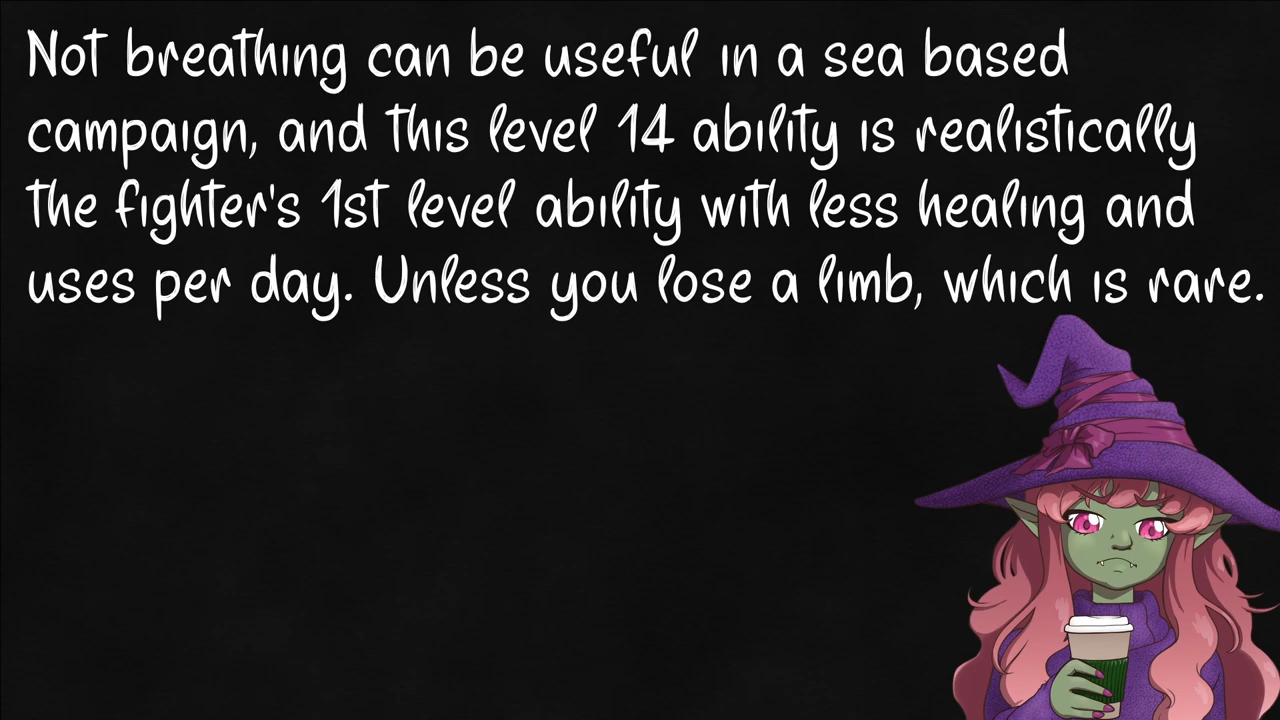 Not breathing can be useful in a sea based
campaign, and this level 14 ability is realistically
the fighter's 1st level ability with less healing and
uses per day. Unless you lose a limb, which is rare.